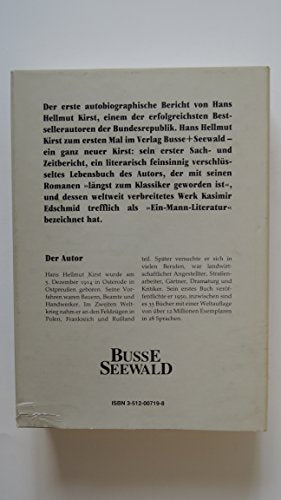 Der erste autobiographische Bericht von Hans
Hellmut Kirst, einem der erfolgreichsten Best-
sellerautoren der Bundesrepublik. Hans Hellmut
Kirst zum ersten Mal im Verlag Busse+Seewald –
ein ganz neuer Kirst: sein erster Sach- und
Zeitbericht, ein literarisch feinsinnig verschlüs-
seltes Lebensbuch des Autors, der mit seinen
Romanen »längst zum Klassiker geworden ist«,
und dessen weltweit verbreitetes Werk Kasimir
Edschmid trefflich als »Ein-Mann-Literatur«
bezeichnet hat.
Der Autor
Hans Hellmut Kirst wurde am
5. Dezember 1914 in Osterode in
Ostpreußen geboren. Seine Vor-
fahren waren Bauern, Beamte und
Handwerker. Im Zweiten Welt-
krieg nahm er an den Feldzügen in
Polen, Frankreich und Rußland
teil. Später versuchte er sich in
vielen Berufen, war landwirt-
schaftlicher Angestellter, Straßen-
arbeiter, Gärtner, Dramaturg und
Kritiker. Sein erstes Buch veröf-
fentlichte er 1950, inzwischen sind
es 33 Bücher mit einer Weltauflage
von über 12 Millionen Exemplaren
in 28 Sprachen.
BUSSE
SEEWALD
ISBN 3-512-00719-8